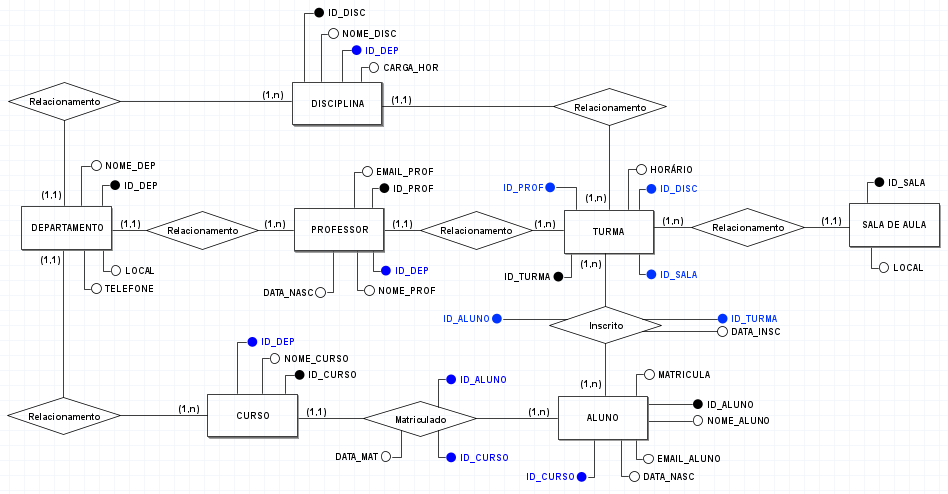 ID_DISC
NOME_DISC
ID_DEP
CARGA_HOR
Relacionamento
(1,n)
DISCIPLINA
(1,1)
Relacionamento
NOME_DEP
ID_DEP
(1,1)
DEPARTAMENTO
(1,1)
(1,1)
LOCAL
TELEFONE
Relacionamento
(1,n)
EMAIL_PROF
ID_PROF
PROFESSOR
(1,1)
ID_DEP
DATA_NASC
NOME_PROF
Relacionamento
(1,n)
ID_PROF
HORÁRIO
ID_DISC
(1,n)
TURMA
(1,n)
(1,n)
ID_TURMA
ID_SALA
Relacionamento
(1,1)
ID_SALA
SALA DE AULA
LOCAL
ID_ALUNO
Inscrito
ID_TURMA
DATA_INSC
ID_DEP
NOME_CURSO
ID_CURSO
Relacionamento
(1,n)
CURSO
(1,1)
ID_ALUNO
Matriculado
DATA_MAT
ID_CURSO
(1,n)
(1,n)
MATRICULA
ID_ALUNO
NOME_ALUNO
ALUNO
EMAIL_ALUNO
ID_CURSO
DATA_NASC